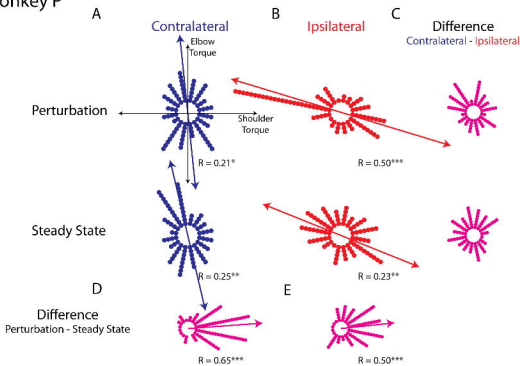 onkey P
A B C
Contralateral Ipsilateral Difference
Contralateral - Ipsilateral
Elbow
Torque
Perturbation
Shoulder
Torque
R = 0.21* R = 0.50***
Steady State
R = 0.25** R = 0.23**
D E
Difference
Perturbation - Steady State
R = 0.65*** R = 0.50***